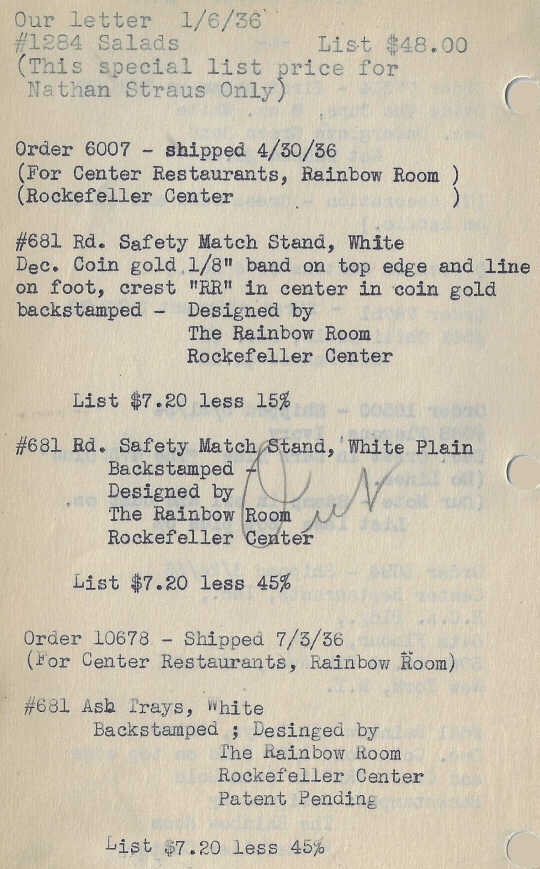 Our letter 1/6/36
#1284 Salads List $48.00
(This special list price for
Nathan Straus Only)
Order 6007 - shipped 4/30/36
(For Center Restaurants, Rainbow Room )
(Rockefeller Center )
#681 Rd. Safety Match Stand, White
Dec. Coin gold 1/8" band on top edge and line
on foot, crest "RR" in center in coin gold
backstamped - Designed by
The Rainbow Room
Rockefeller Center
List $7.20 less 15%
#681 Rd. Safety Match Stand, White Plain
Backstamped -
Designed by
The Rainbow Room
Rockefeller Center
Out
List $7.20 less 45%
Order 10678 - Shipped 7/3/36
(For Center Restaurants, Rainbow Room)
#681 Ash Trays, White
Backstamped ; Desinged by
The Rainbow Room
Rockefeller Center
Patent Pending
List $7.20 less 45%